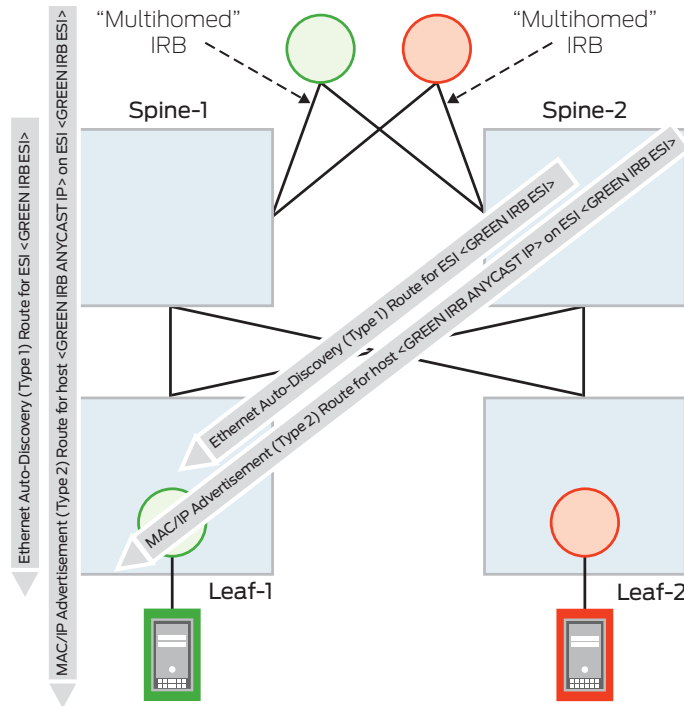 “Multihomed”
IRB
“Multihomed”
IRB
Spine-1
Spine-2
Ethernet Auto-Discovery (Type 1) Route for ESI <GREEN IRB ESI>
MAC/IP Advertisement (Type 2) Route for host <GREEN IRB ANYCAST IP> on ESI <GREEN IRB ESI>
Ethernet Auto-Discovery (Type 1) Route for ESI <GREEN IRB ESI>
MAC/IP Advertisement (Type 2) Route for host <GREEN IRB ANYCAST IP> on ESI <GREEN IRB ESI>
Leaf-1
Leaf-2